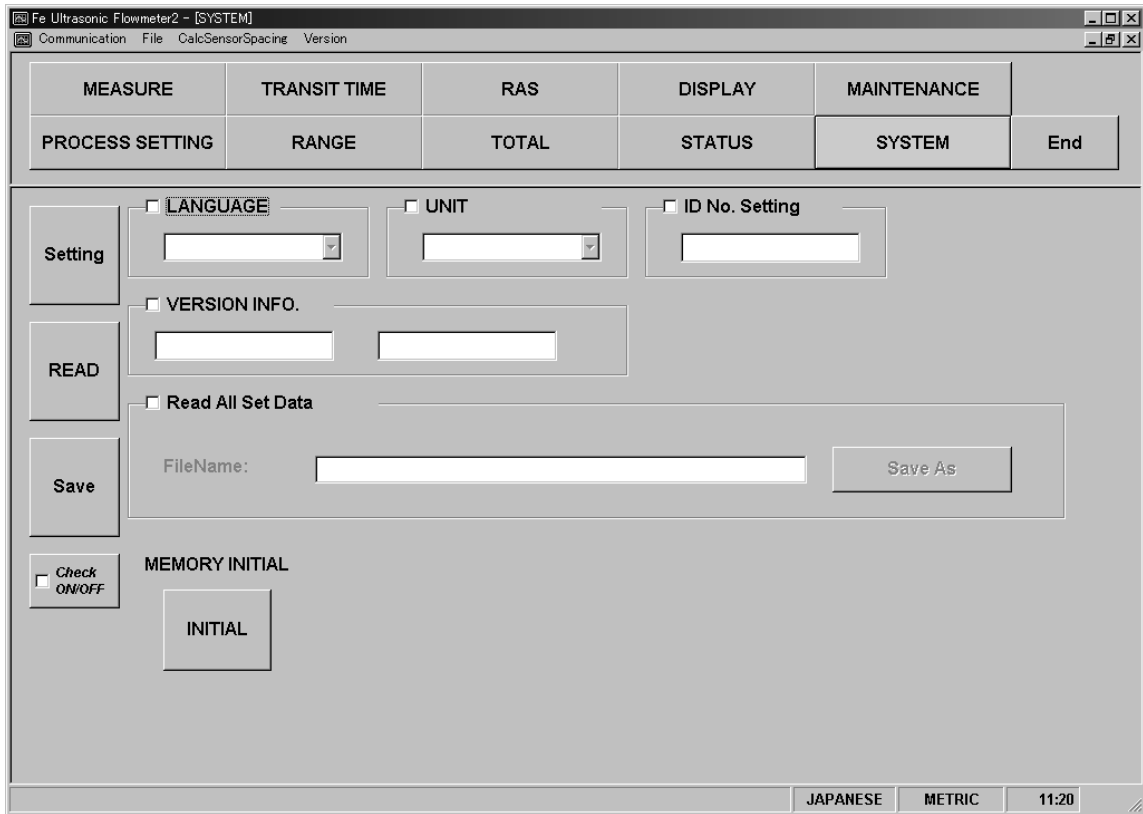 Fe Ultrasonic Flowmeter2 - [SYSTEM]
Communication File CalcSensorSpacing Version
MEASURE TRANSIT TIME RAS DISPLAY MAINTENANCE
PROCESS SETTING RANGE TOTAL STATUS SYSTEM End
LANGUAGE UNIT ID No. Setting
Setting
VERSION INFO.
READ
Read All Set Data
FileName: Save As
Save
Check
ON/OFF
MEMORY INITIAL
INITIAL
JAPANESE METRIC 11:20